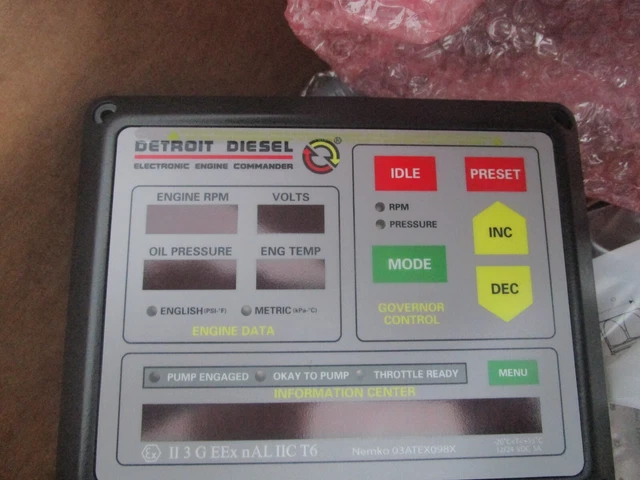 DETROIT DIESEL ®
ELECTRONIC ENGINE COMMANDER
ENGINE RPM
VOLTS
OIL PRESSURE
ENG TEMP
ENGLISH (PSI/°F)
METRIC (kPa/°C)
ENGINE DATA
IDLE
PRESET
RPM
PRESSURE
INC
MODE
DEC
GOVERNOR
CONTROL
PUMP ENGAGED
OKAY TO PUMP
THROTTLE READY
MENU
INFORMATION CENTER
Ex II 3 G EEx nAL IIC T6
Nemko 03ATEX098X